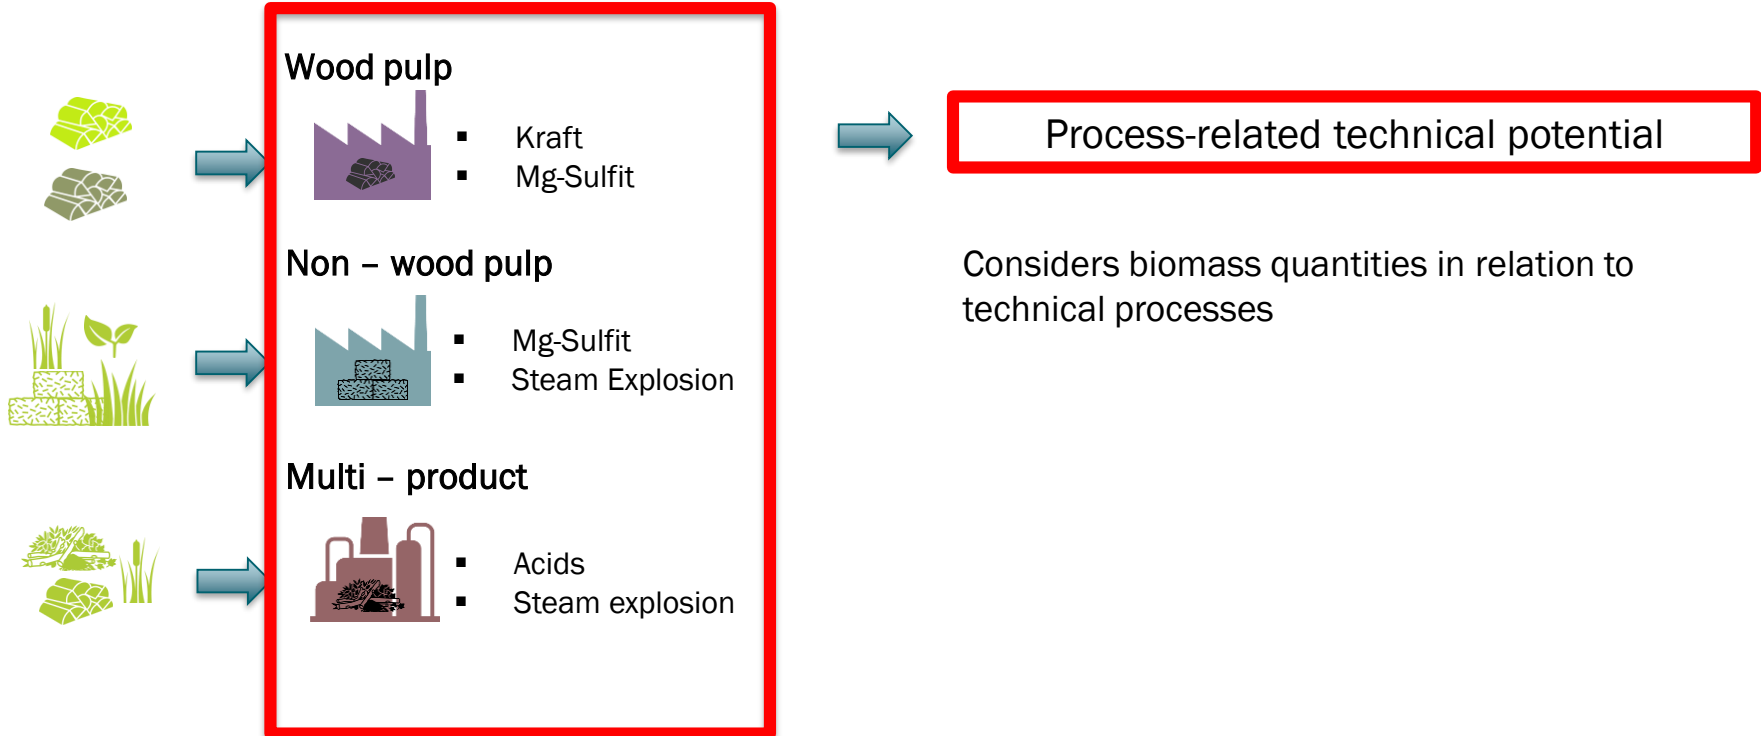 Wood pulp
▪ Kraft
▪ Mg-Sulfit
Non – wood pulp
▪ Mg-Sulfit
▪ Steam Explosion
Multi – product
▪ Acids
▪ Steam explosion
Process-related technical potential
Considers biomass quantities in relation to
technical processes